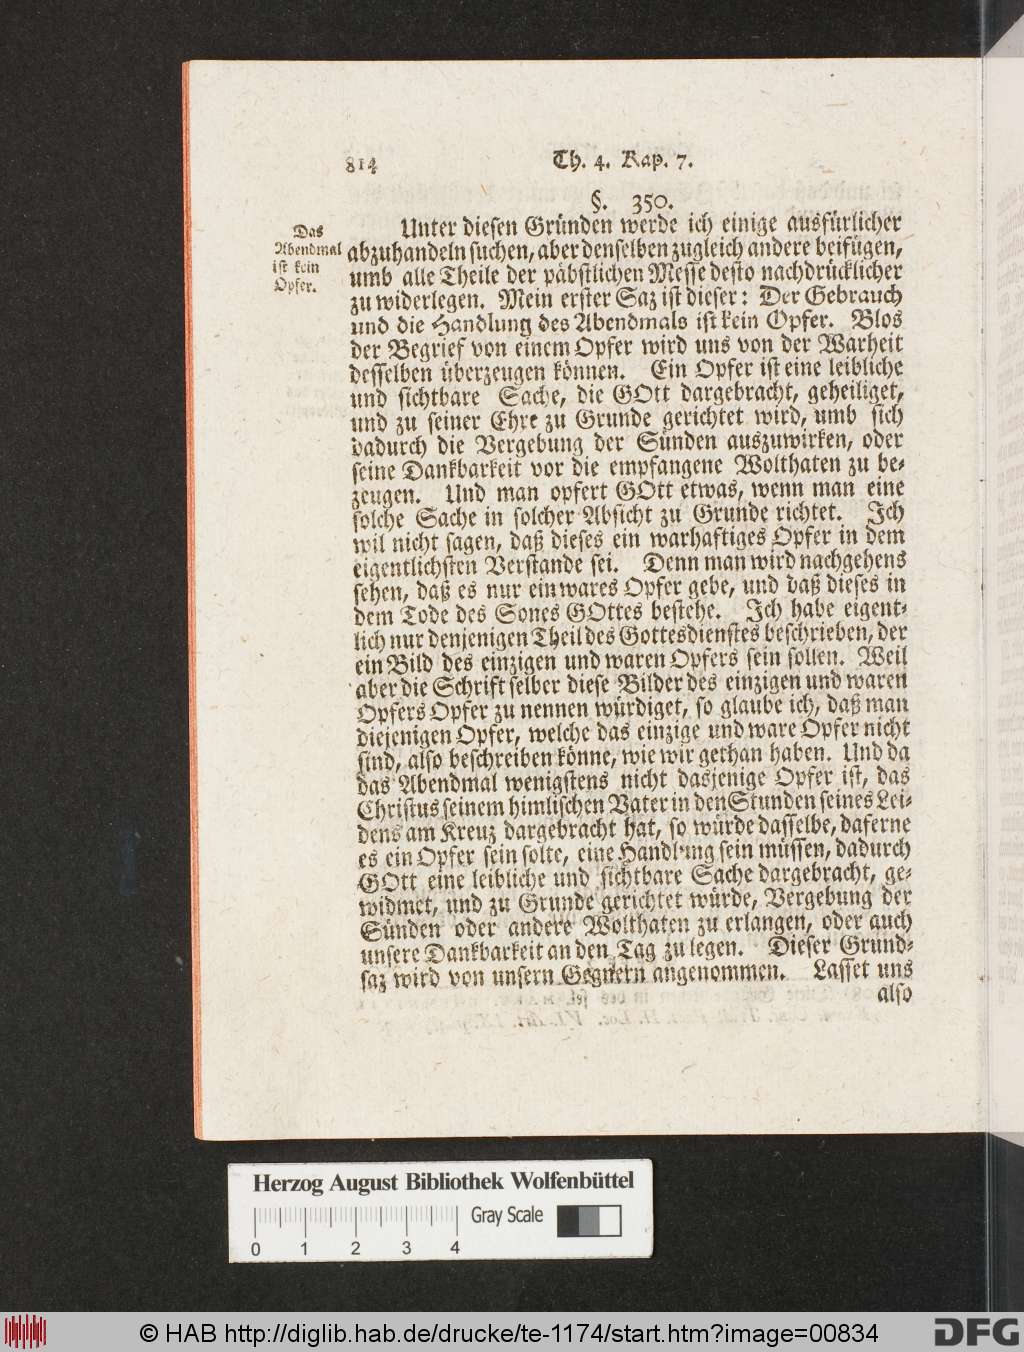 814 Th. 4. Kap. 7.
§. 350.
Das
Abendmal
ist kein
Opfer.
Unter diesen Gründen werde ich einige ausfürlicher
abzuhandeln suchen, aber denselben zugleich andere beifügen,
umb alle Theile der päbstlichen Messe desto nachdrücklicher
zu widerlegen. Mein erster Saz ist dieser: Der Gebrauch
und die Handlung des Abendmals ist kein Opfer. Blos
der Begrief von einem Opfer wird uns von der Warheit
desselben überzeugen können. Ein Opfer ist eine leibliche
und sichtbare Sache, die GOtt dargebracht, geheiliget,
und zu seiner Ehre zu Grunde gerichtet wird, umb sich
dadurch die Vergebung der Sünden auszuwirken, oder
seine Dankbarkeit vor die empfangene Wolthaten zu be-
zeugen. Und man opfert GOtt etwas, wenn man eine
solche Sache in solcher Absicht zu Grunde richtet. Ich
wil nicht sagen, daß dieses ein warhaftiges Opfer in dem
eigentlichsten Verstande sei. Denn man wird nachgehens
sehen, daß es nur ein wares Opfer gebe, und daß dieses in
dem Tode des Sones GOttes bestehe. Ich habe eigent-
lich nur denjenigen Theil des Gottesdienstes beschrieben, der
ein Bild des einzigen und waren Opfers sein sollen. Weil
aber die Schrift selber diese Bilder des einzigen und waren
Opfers Opfer zu nennen würdiget, so glaube ich, daß man
diejenigen Opfer, welche das einzige und ware Opfer nicht
sind, also beschreiben könne, wie wir gethan haben. Und da
das Abendmal wenigstens nicht dasjenige Opfer ist, das
Christus seinem himlischen Vater in den Stunden seines Lei-
dens am Kreuz dargebracht hat, so würde dasselbe, daferne
es ein Opfer sein solte, eine Handlung sein müssen, dadurch
GOtt eine leibliche und sichtbare Sache dargebracht, ge-
widmet, und zu Grunde gerichtet würde, Vergebung der
Sünden oder andere Wolthaten zu erlangen, oder auch
unsere Dankbarkeit an den Tag zu legen. Dieser Grund-
saz wird von unsern Gegnern angenommen. Lasset uns
also
Herzog August Bibliothek Wolfenbüttel
Gray Scale
0 1 2 3 4
© HAB http://diglib.hab.de/drucke/te-1174/start.htm?image=00834
DFG